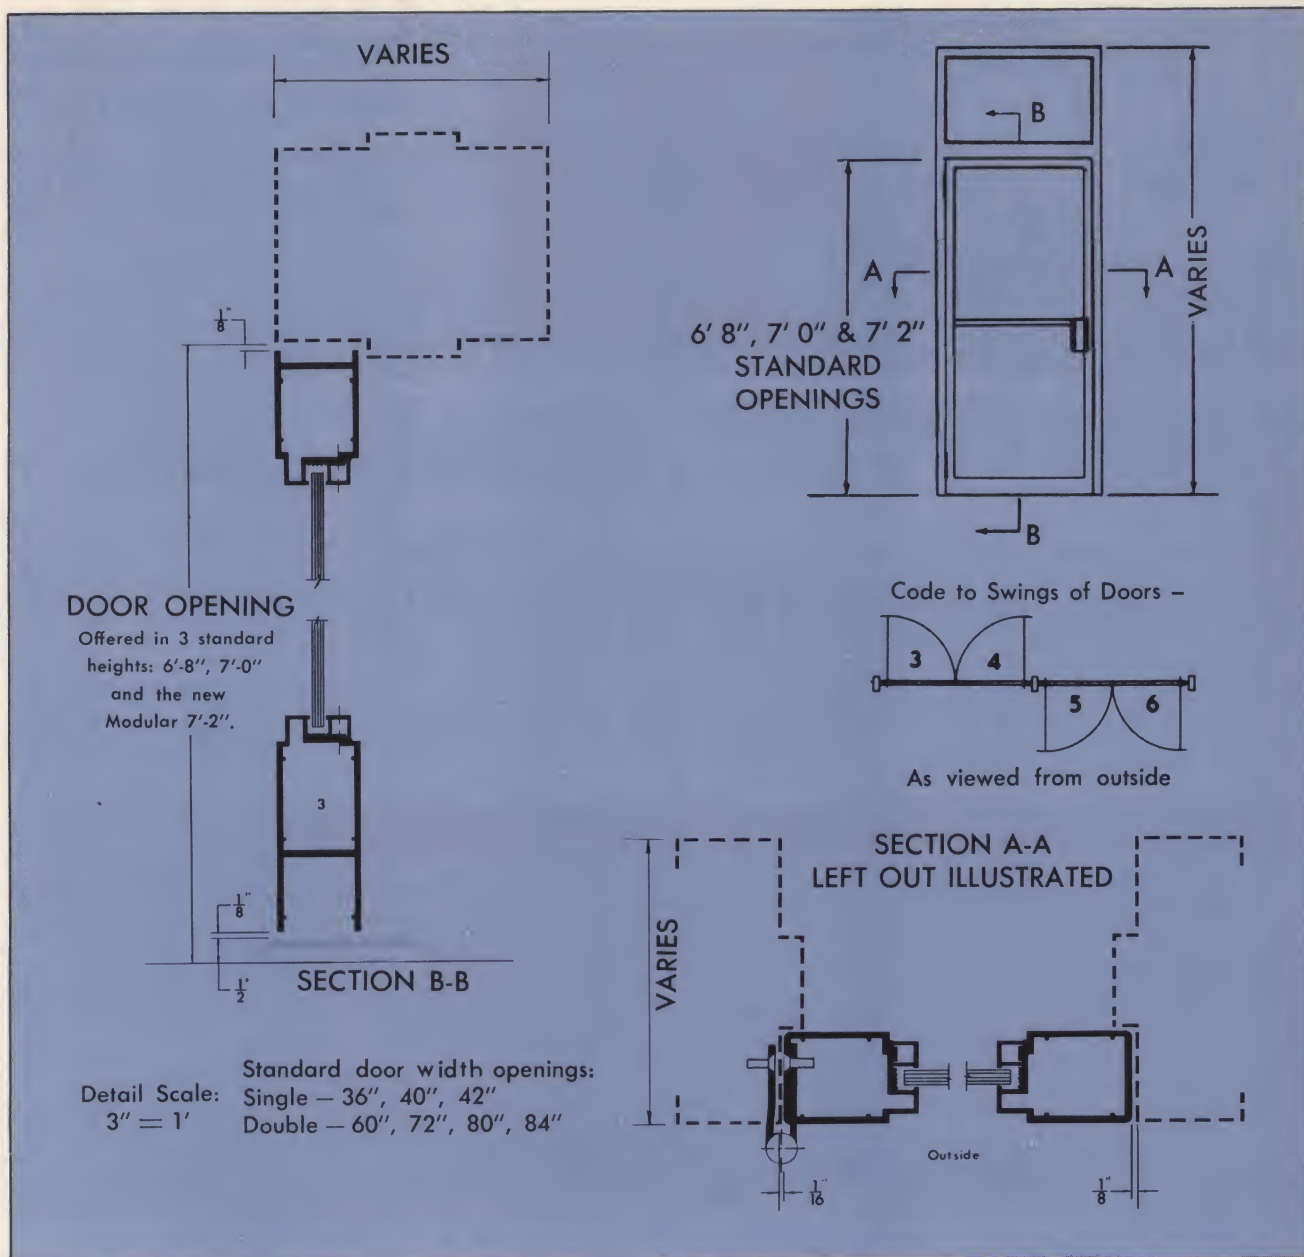 VARIES
B
VARIES
A
A
1/8"
6' 8", 7' 0" & 7' 2"
STANDARD
OPENINGS
B
DOOR OPENING
Offered in 3 standard
heights: 6'-8", 7'-0"
and the new
Modular 7'-2".
Code to Swings of Doors –
3 4
5 6
As viewed from outside
3
1/8"
1/2"
SECTION B-B
SECTION A-A
LEFT OUT ILLUSTRATED
VARIES
Outside
1/16"
1/8"
Detail Scale:
3" = 1'
Standard door width openings:
Single – 36", 40", 42"
Double – 60", 72", 80", 84"